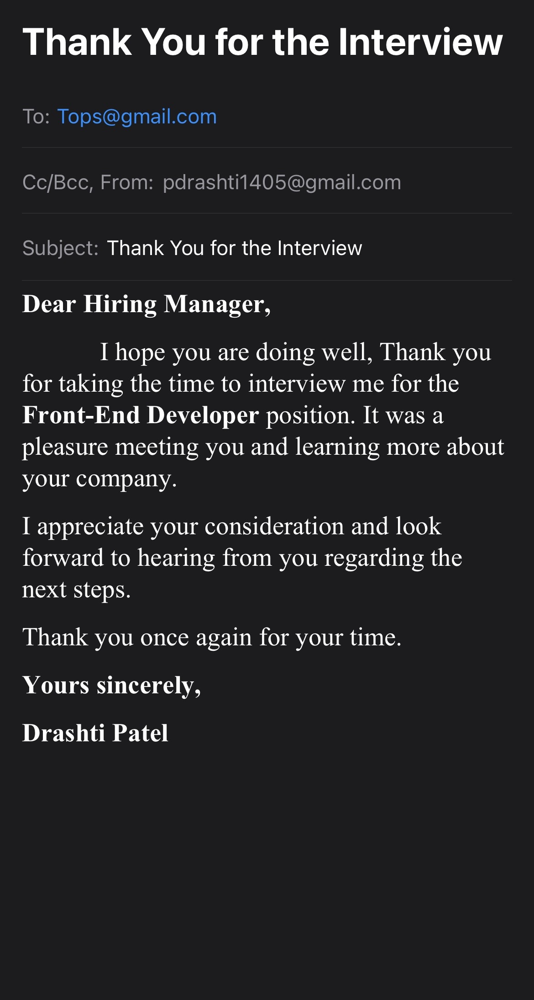 Thank You for the Interview
To: Tops@gmail.com
Cc/Bcc, From: pdrashti1405@gmail.com
Subject: Thank You for the Interview
Dear Hiring Manager,
I hope you are doing well, Thank you
for taking the time to interview me for the
Front-End Developer position. It was a
pleasure meeting you and learning more about
your company.
I appreciate your consideration and look
forward to hearing from you regarding the
next steps.
Thank you once again for your time.
Yours sincerely,
Drashti Patel